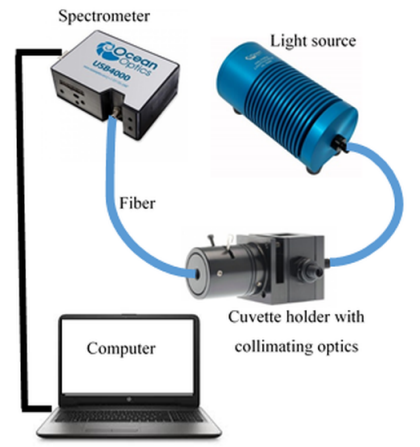 Spectrometer
Light source
Ocean
Optics
USB4000
Fiber
Cuvette holder with
collimating optics
Computer